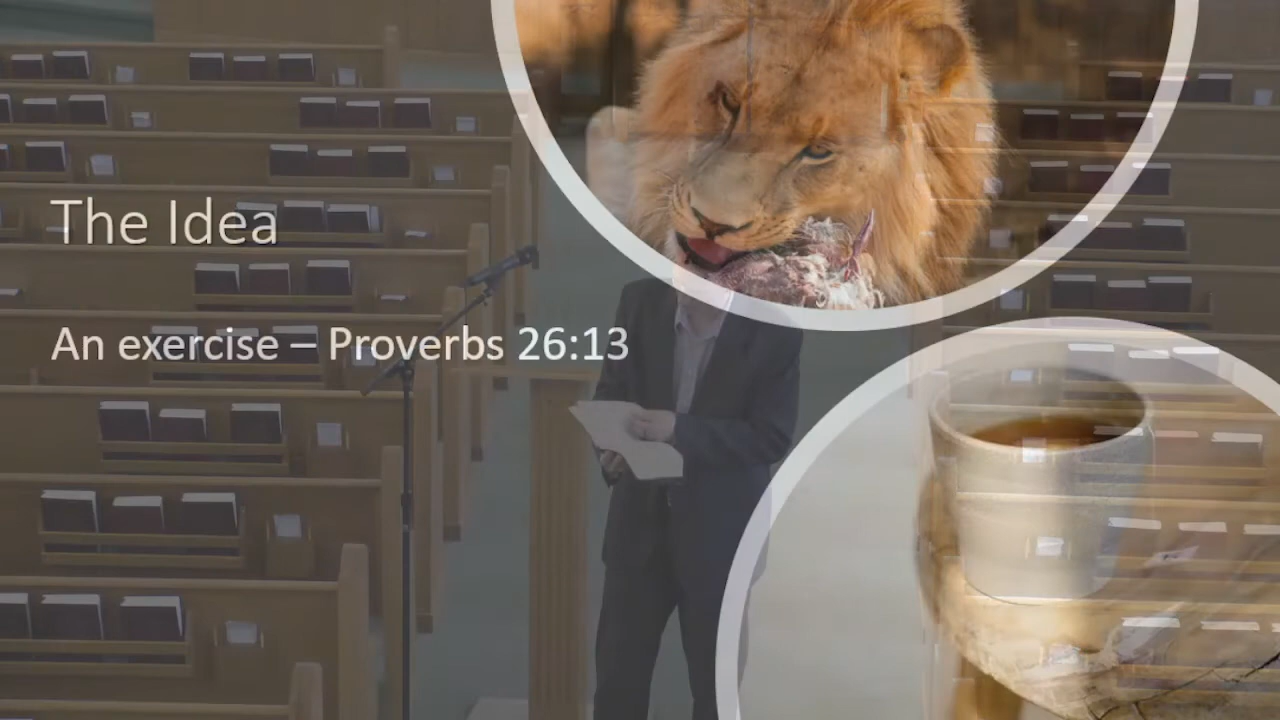 The Idea
An exercise – Proverbs 26:13